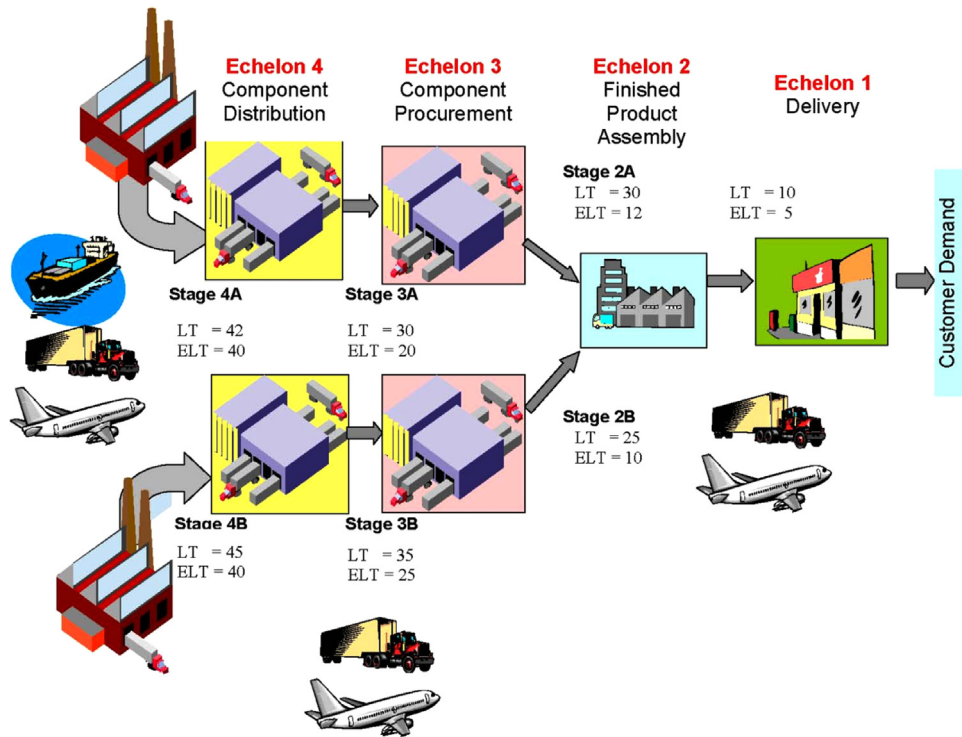 Echelon 4
Component
Distribution
Echelon 3
Component
Procurement
Echelon 2
Finished
Product
Assembly
Echelon 1
Delivery
Stage 2A
LT = 30
ELT = 12
LT = 10
ELT = 5
Stage 4A
LT = 42
ELT = 40
Stage 3A
LT = 30
ELT = 20
Customer Demand
Stage 2B
LT = 25
ELT = 10
Stage 4B
LT = 45
ELT = 40
Stage 3B
LT = 35
ELT = 25